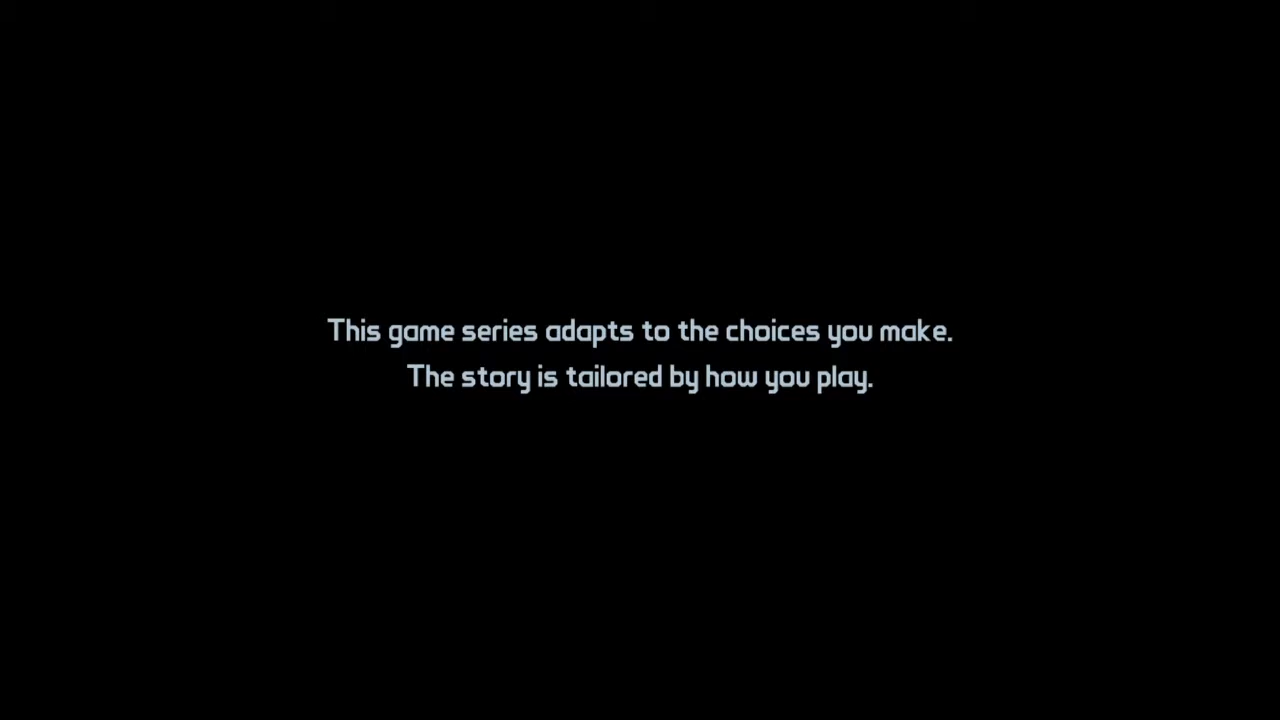 This game series adapts to the choices you make.
The story is tailored by how you play.